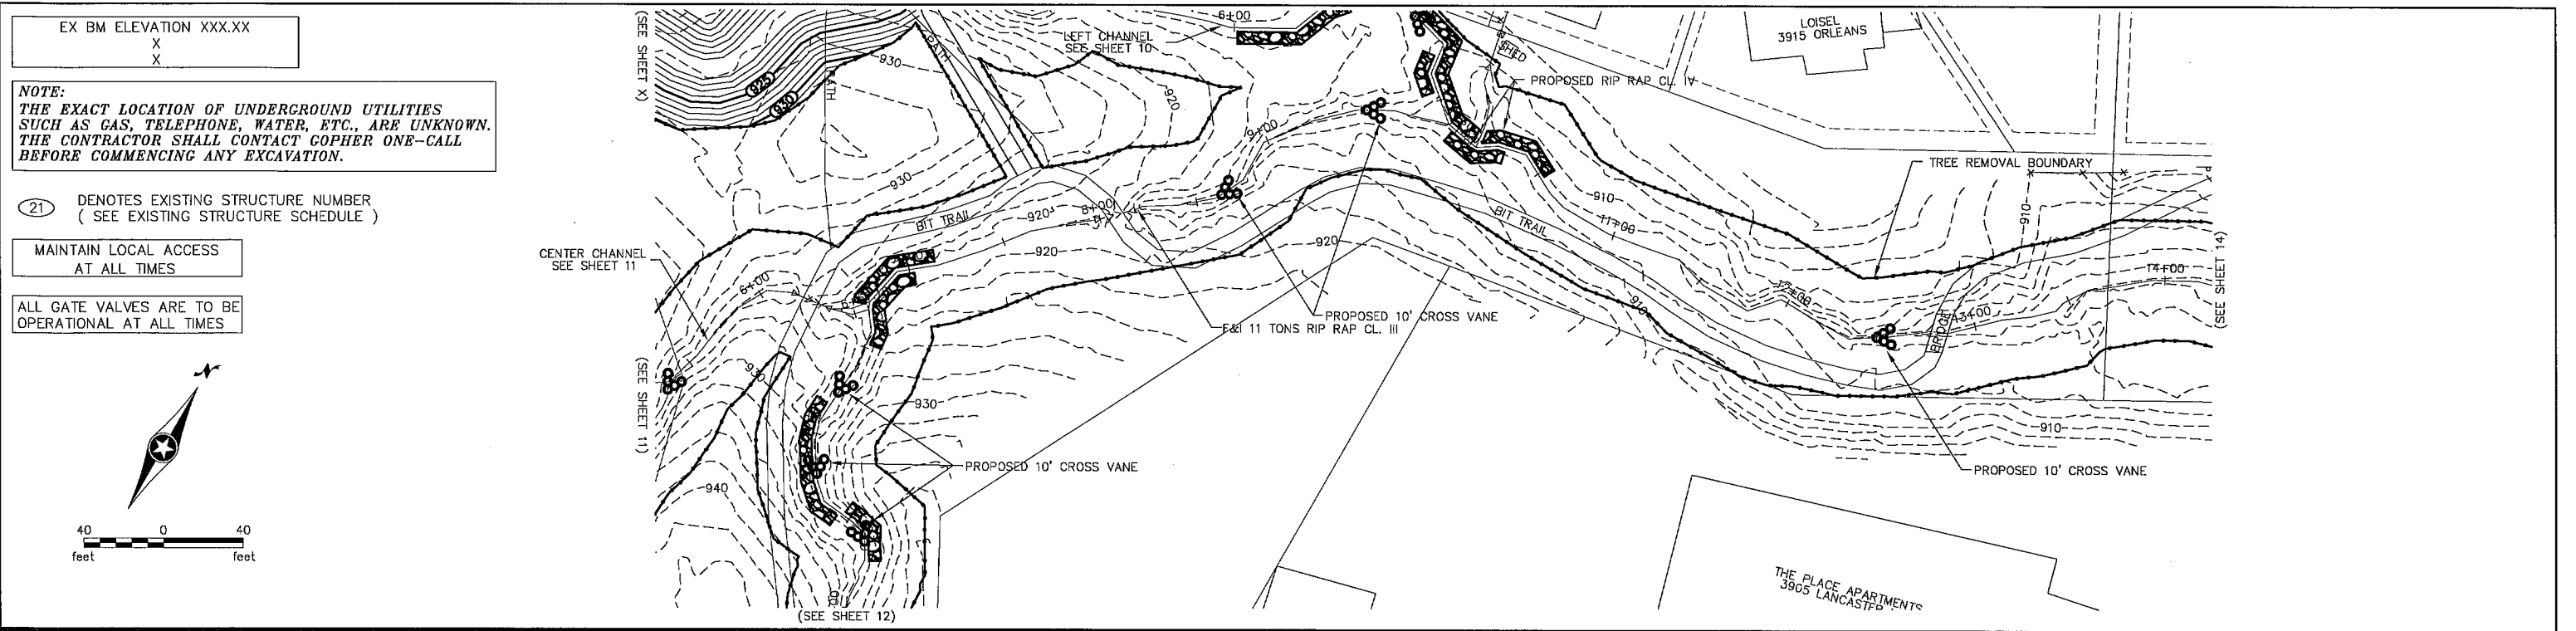 EX BM ELEVATION XXX.XX
X
X
NOTE:
THE EXACT LOCATION OF UNDERGROUND UTILITIES
SUCH AS GAS, TELEPHONE, WATER, ETC., ARE UNKNOWN.
THE CONTRACTOR SHALL CONTACT GOPHER ONE-CALL
BEFORE COMMENCING ANY EXCAVATION.
21
DENOTES EXISTING STRUCTURE NUMBER
( SEE EXISTING STRUCTURE SCHEDULE )
MAINTAIN LOCAL ACCESS
AT ALL TIMES
ALL GATE VALVES ARE TO BE
OPERATIONAL AT ALL TIMES
N
40 0 40
feet feet
(SEE SHEET X)
(SEE SHEET 11)
CENTER CHANNEL
SEE SHEET 11
925
930
PATH
930
PATH
LEFT CHANNEL
SEE SHEET 10
6+00
920
930
9+00
SHED
PROPOSED RIP RAP CL. IV
LOISEL
3915 ORLEANS
TREE REMOVAL BOUNDARY
BIT TRAIL
920
8+00
920
920
BIT TRAIL
910
11+00
910
910
12+00
13+00
14+00
BRIDGE
(SEE SHEET 14)
6+00
930
930
940
PROPOSED 10' CROSS VANE
F&I 11 TONS RIP RAP CL. III
PROPOSED 10' CROSS VANE
PROPOSED 10' CROSS VANE
910
THE PLACE APARTMENTS
3905 LANCASTER
(SEE SHEET 12)